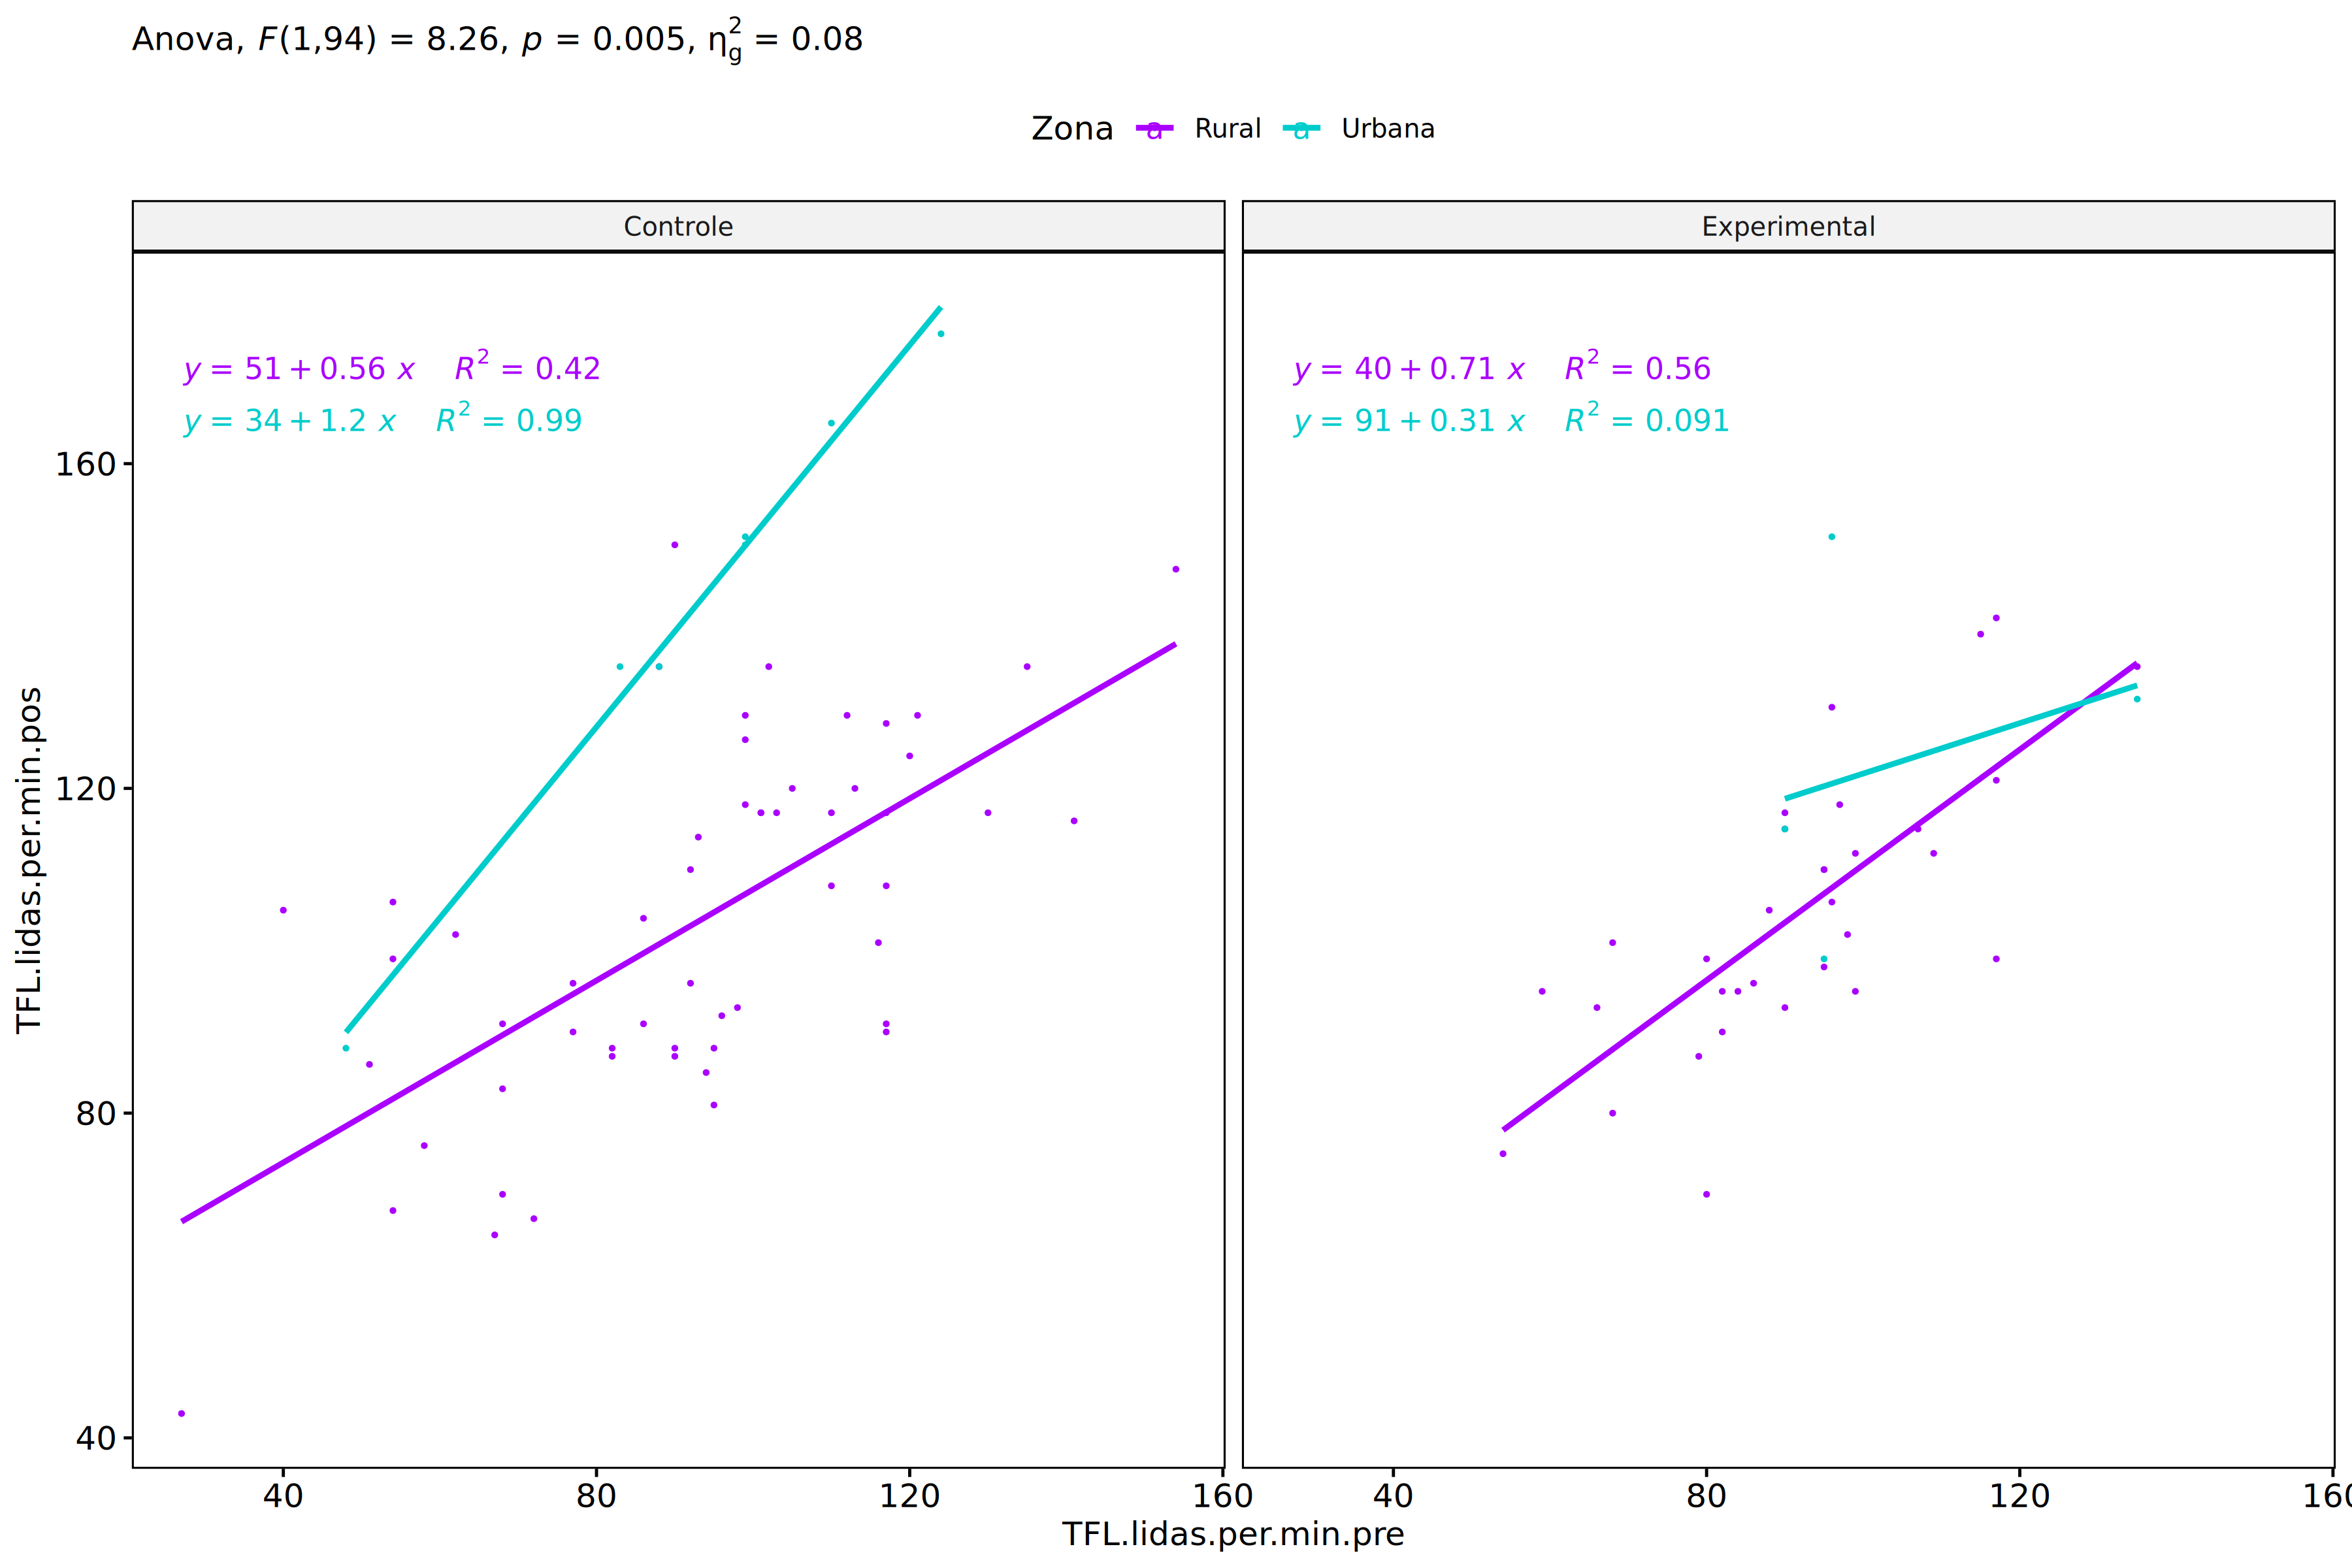 Anova, F(1,94) = 8.26, p = 0.005, η²g = 0.08
Zona a Rural a Urbana
Controle
Experimental
y = 51 + 0.56 x R² = 0.42
y = 34 + 1.2 x R² = 0.99
y = 40 + 0.71 x R² = 0.56
y = 91 + 0.31 x R² = 0.091
TFL.lidas.per.min.pos
160
120
80
40
40 80 120 160
40 80 120 160
TFL.lidas.per.min.pre